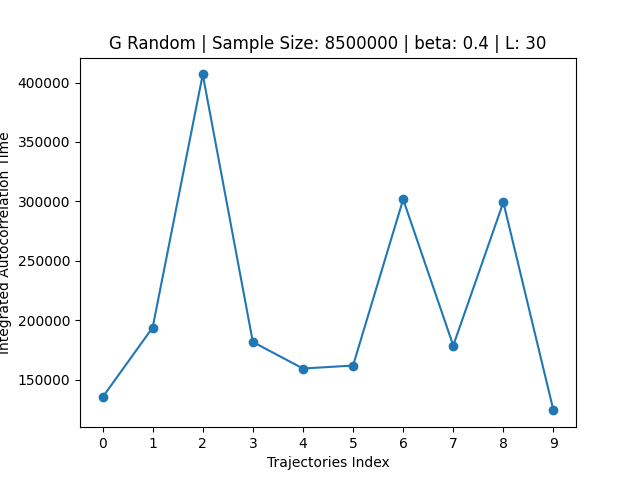 G Random | Sample Size: 8500000 | beta: 0.4 | L: 30
400000
350000
300000
250000
200000
150000
Integrated Autocorrelation Time
0 1 2 3 4 5 6 7 8 9
Trajectories Index